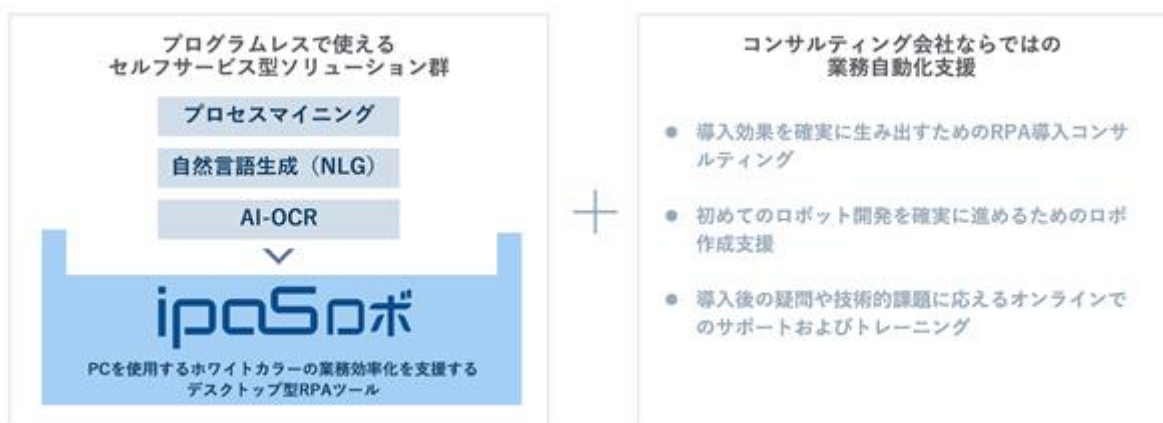 プログラムレスで使える
セルフサービス型ソリューション群
プロセスマイニング
自然言語生成（NLG）
AI-OCR
ipaSロボ
PCを使用するホワイトカラーの業務効率化を支援する
デスクトップ型RPAツール
＋
コンサルティング会社ならではの
業務自動化支援
● 導入効果を確実に生み出すためのRPA導入コンサ
ルティング
● 初めてのロボット開発を確実に進めるためのロボ
作成支援
● 導入後の疑問や技術的課題に応えるオンラインで
のサポートおよびトレーニング